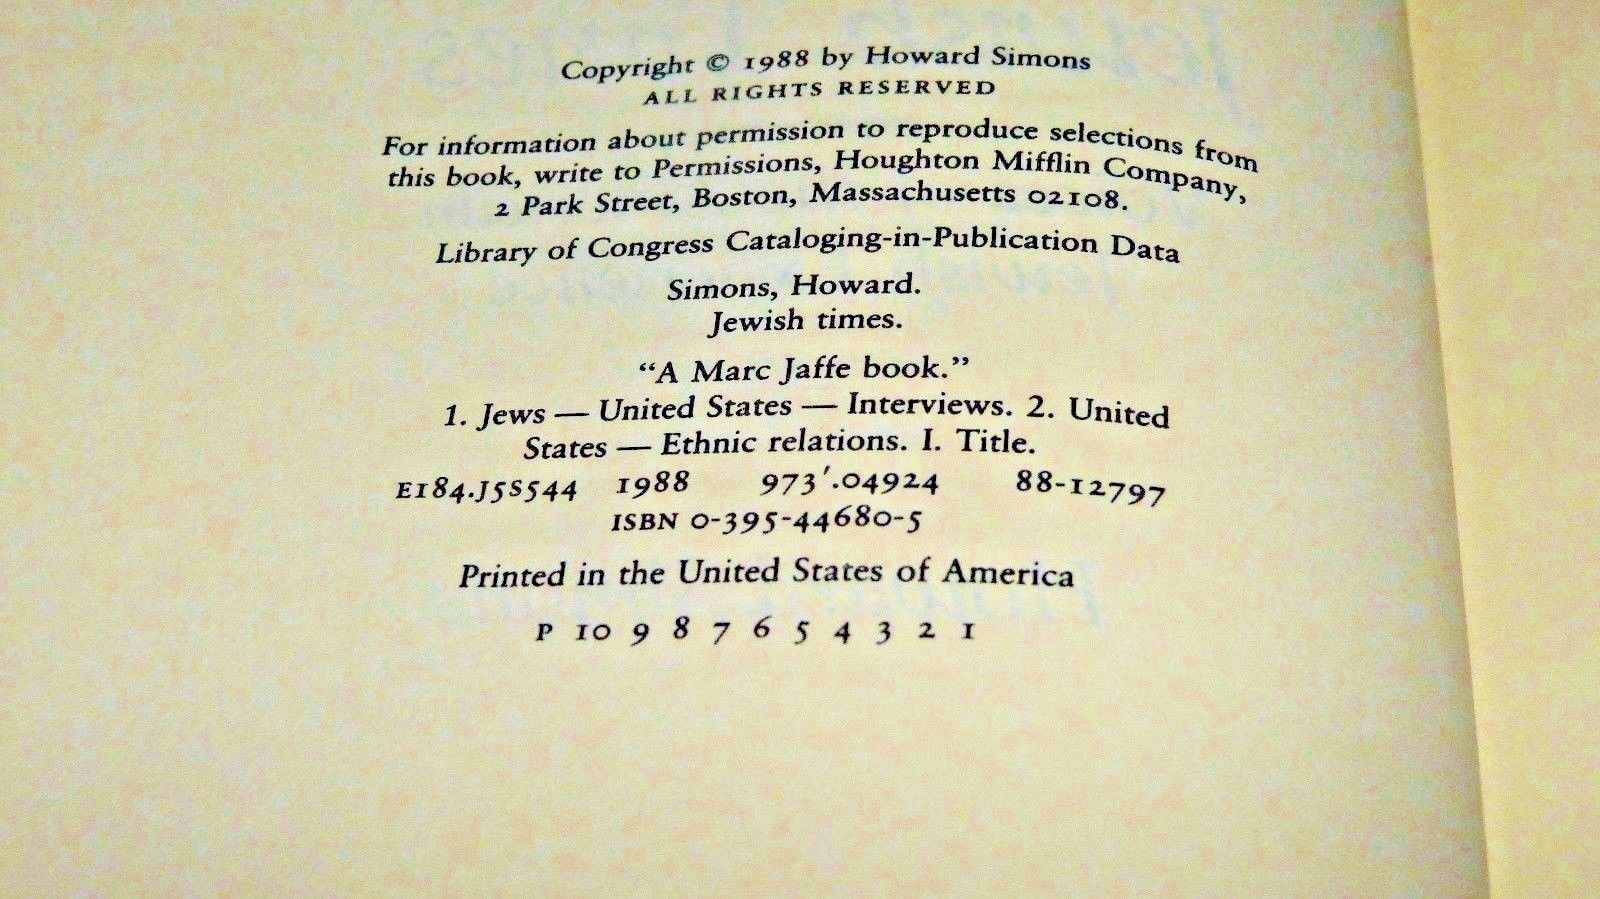 Copyright © 1988 by Howard Simons
ALL RIGHTS RESERVED
For information about permission to reproduce selections from
this book, write to Permissions, Houghton Mifflin Company,
2 Park Street, Boston, Massachusetts 02108.
Library of Congress Cataloging-in-Publication Data
Simons, Howard.
Jewish times.
“A Marc Jaffe book.”
1. Jews — United States — Interviews. 2. United
States — Ethnic relations. I. Title.
E184.J5S544 1988 973′.04924 88-12797
ISBN 0-395-44680-5
Printed in the United States of America
P 10 9 8 7 6 5 4 3 2 1